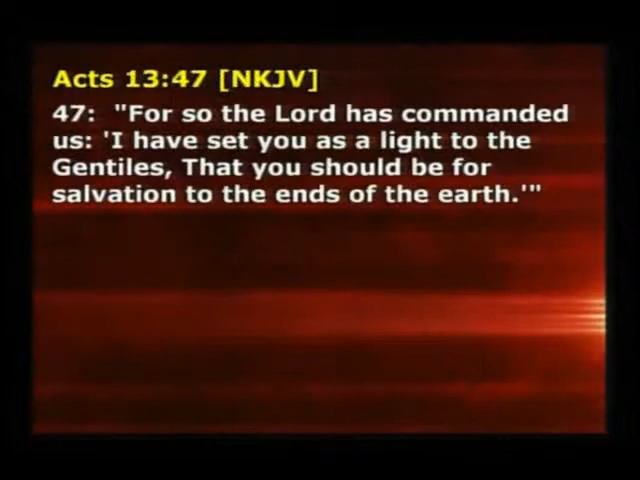 Acts 13:47 [NKJV]
47:  "For so the Lord has commanded
us: 'I have set you as a light to the
Gentiles, That you should be for
salvation to the ends of the earth.'"